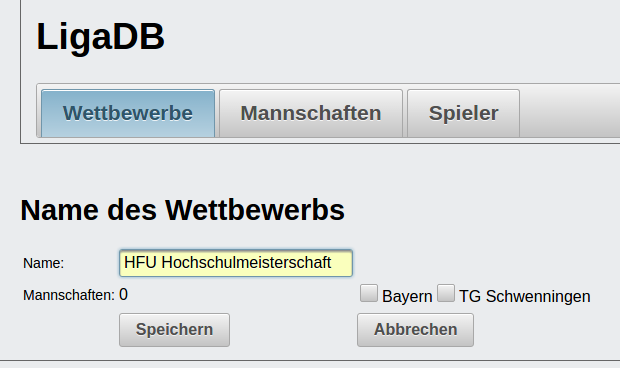 LigaDB
Wettbewerbe Mannschaften Spieler
Name des Wettbewerbs
Name: HFU Hochschulmeisterschaft
Mannschaften: 0 Bayern TG Schwenningen
Speichern Abbrechen